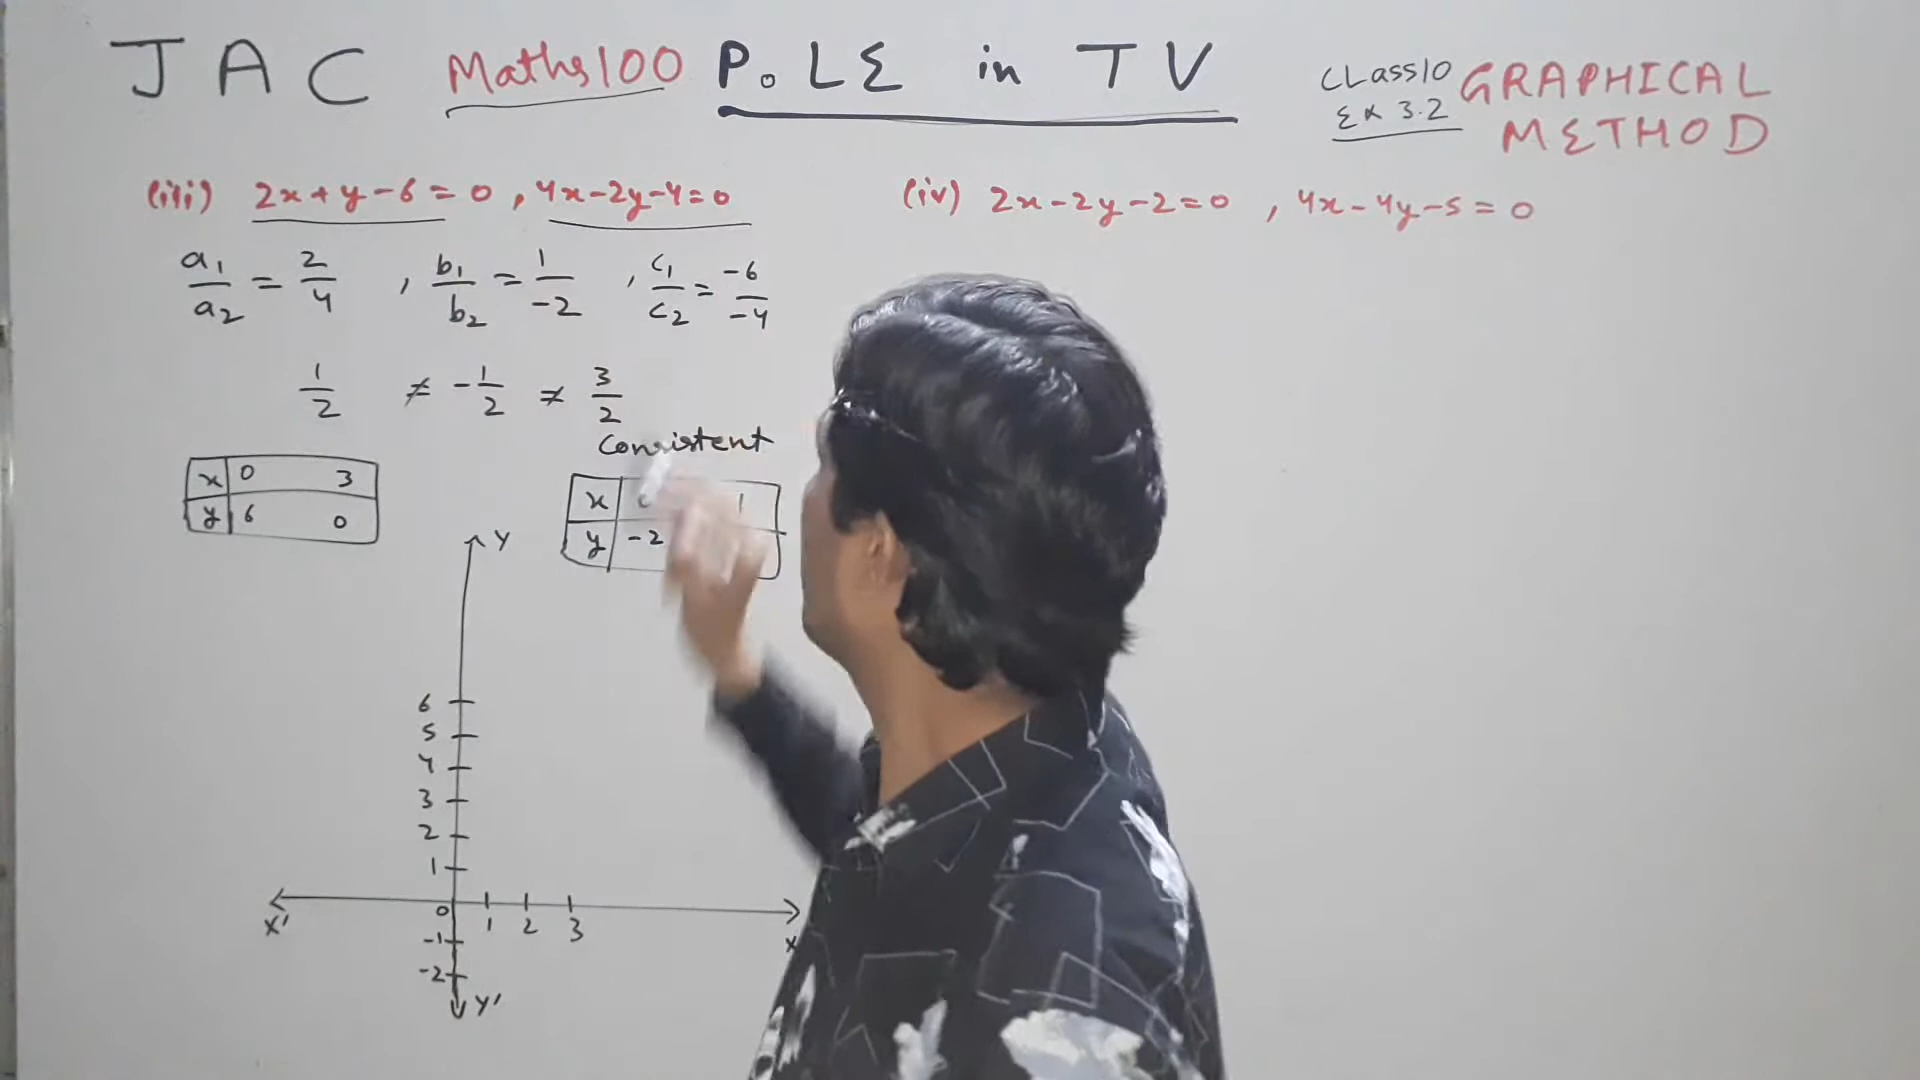 JAC Maths100 P.LE in TV
CLass10 GRAPHICAL
Ex 3.2 METHOD
(iii) 2x+y-6=0, 4x-2y-4=0
(iv) 2x-2y-2=0, 4x-4y-5=0
a1/a2 = 2/4, b1/b2 = 1/-2, c1/c2 = -6/-4
1/2 ≠ -1/2 ≠ 3/2
Consistent
x 0 3
y 6 0
x 1
y -2
Y
6
5
4
3
2
1
X' 0 1 2 3 X
-1
-2
Y'